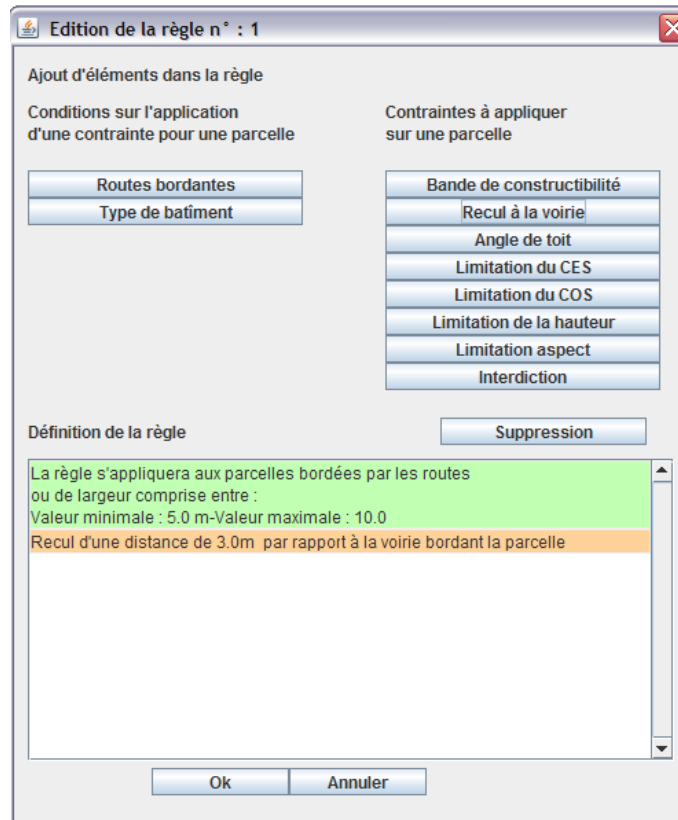 Edition de la règle n° : 1
Ajout d'éléments dans la règle
Conditions sur l'application
d'une contrainte pour une parcelle
Routes bordantes
Type de batîment
Contraintes à appliquer
sur une parcelle
Bande de constructibilité
Recul à la voirie
Angle de toit
Limitation du CES
Limitation du COS
Limitation de la hauteur
Limitation aspect
Interdiction
Définition de la règle
Suppression
La règle s'appliquera aux parcelles bordées par les routes
ou de largeur comprise entre :
Valeur minimale : 5.0 m-Valeur maximale : 10.0
Recul d'une distance de 3.0m  par rapport à la voirie bordant la parcelle
Ok
Annuler